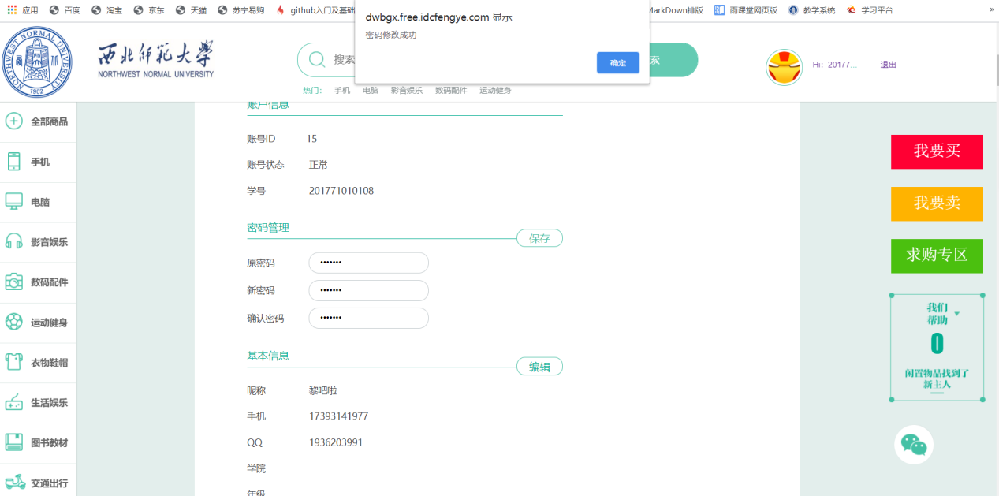 应用 百度 淘宝 京东 天猫 苏宁易购 github入门及基础 MarkDown排版 雨课堂网页版 教学系统 学习平台 »
dwbgx.free.idcfengye.com 显示
密码修改成功
确定
NORTHWEST NORMAL UNIVERSITY
1902
西北师范大学
NORTHWEST NORMAL UNIVERSITY
搜索
索
Hi：20177... 退出
热门： 手机 电脑 影音娱乐 数码配件 运动健身
全部商品
手机
电脑
影音娱乐
数码配件
运动健身
衣物鞋帽
生活娱乐
图书教材
交通出行
账户信息
账号ID 15
账号状态 正常
学号 201771010108
密码管理 保存
原密码 •••••••
新密码 •••••••
确认密码 •••••••
基本信息 编辑
昵称 黎吧啦
手机 17393141977
QQ 1936203991
学院
年级
我要买
我要卖
求购专区
我们
帮助
0
闲置物品找到了
新主人